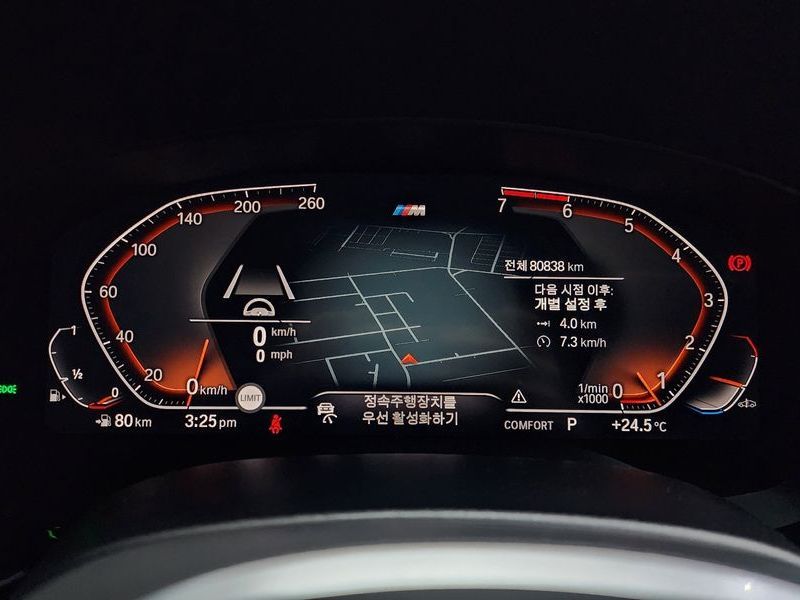 260
200
140
100
60
40
20
0 km/h
M
7
6
5
4
3
2
1
0
1/min
x1000
전체 80838 km
다음 시점 이후:
개별 설정 후
4.0 km
7.3 km/h
0 km/h
0 mph
LIMIT
정속주행장치를
우선 활성화하기
1
½
0
80 km
3:25 pm
COMFORT P +24.5 °C
(P)